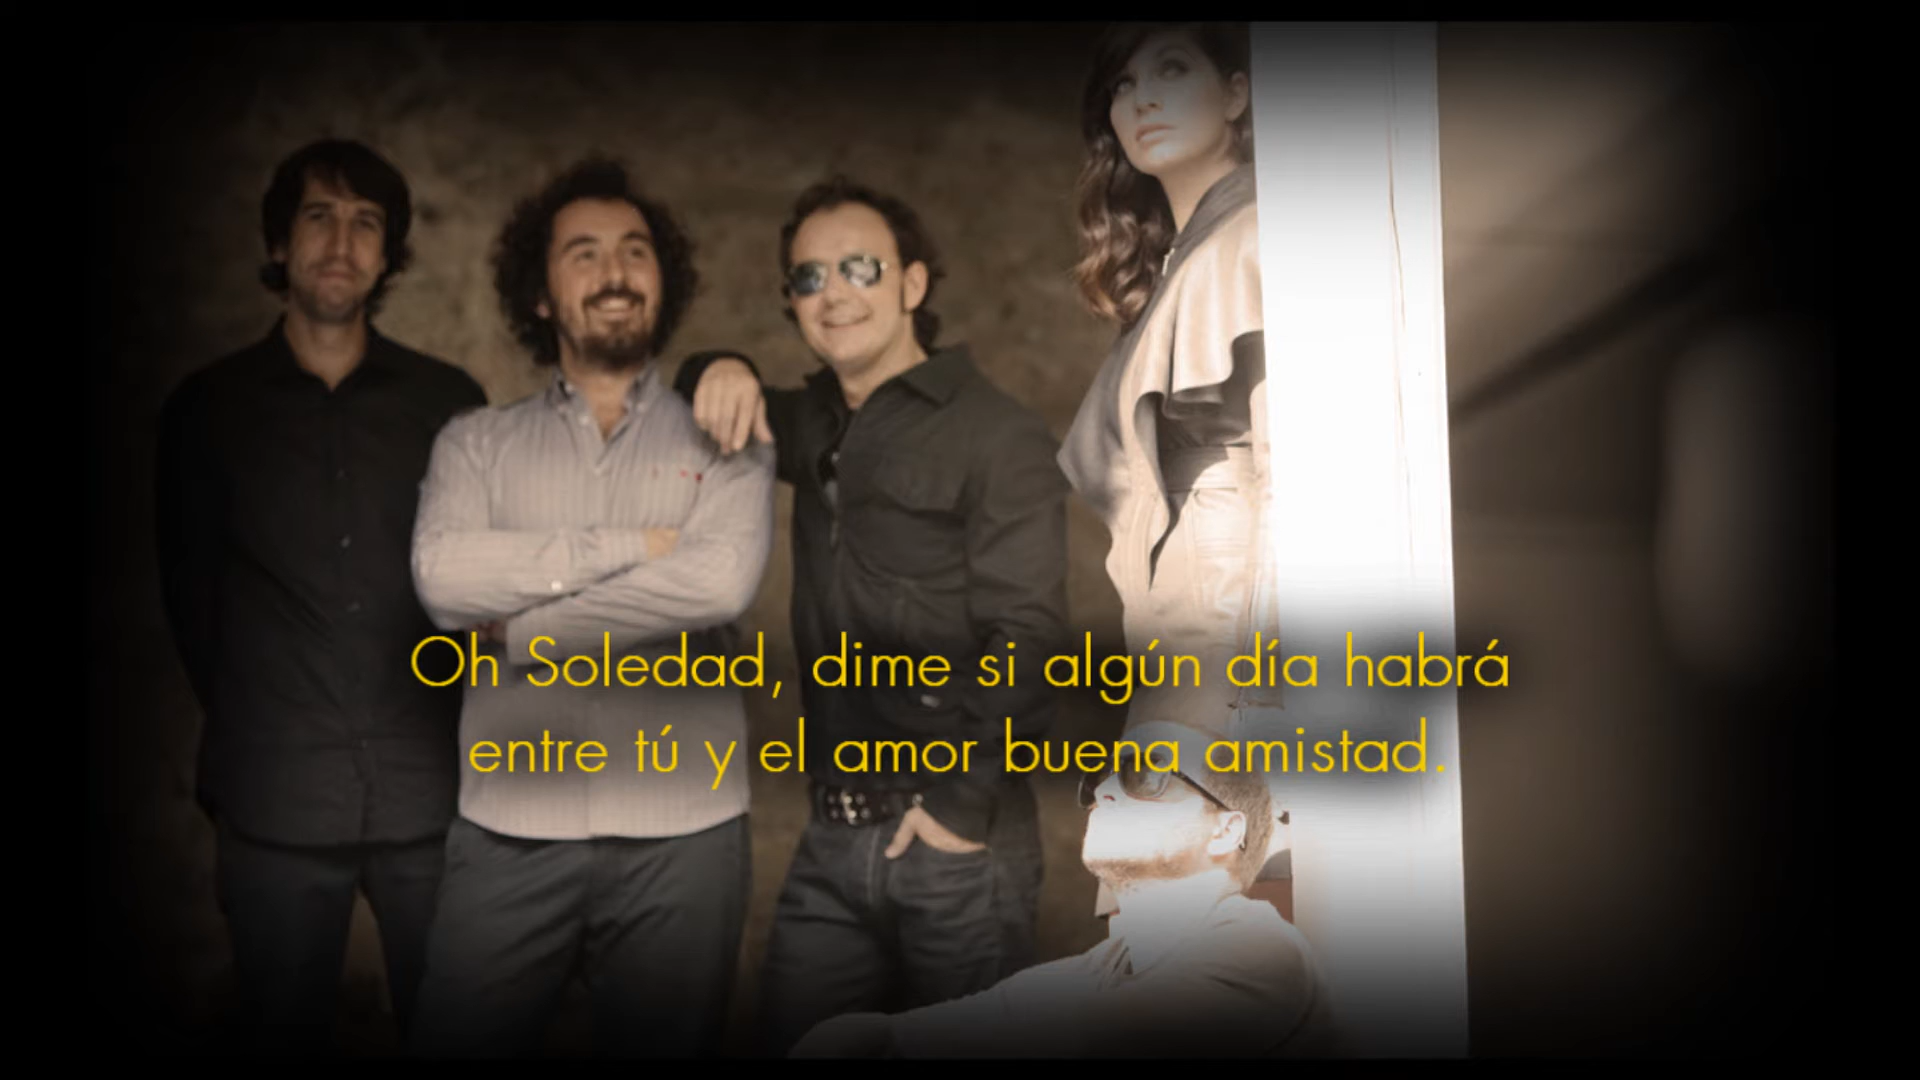 Oh Soledad, dime si algún día habrá
entre tú y el amor buena amistad.